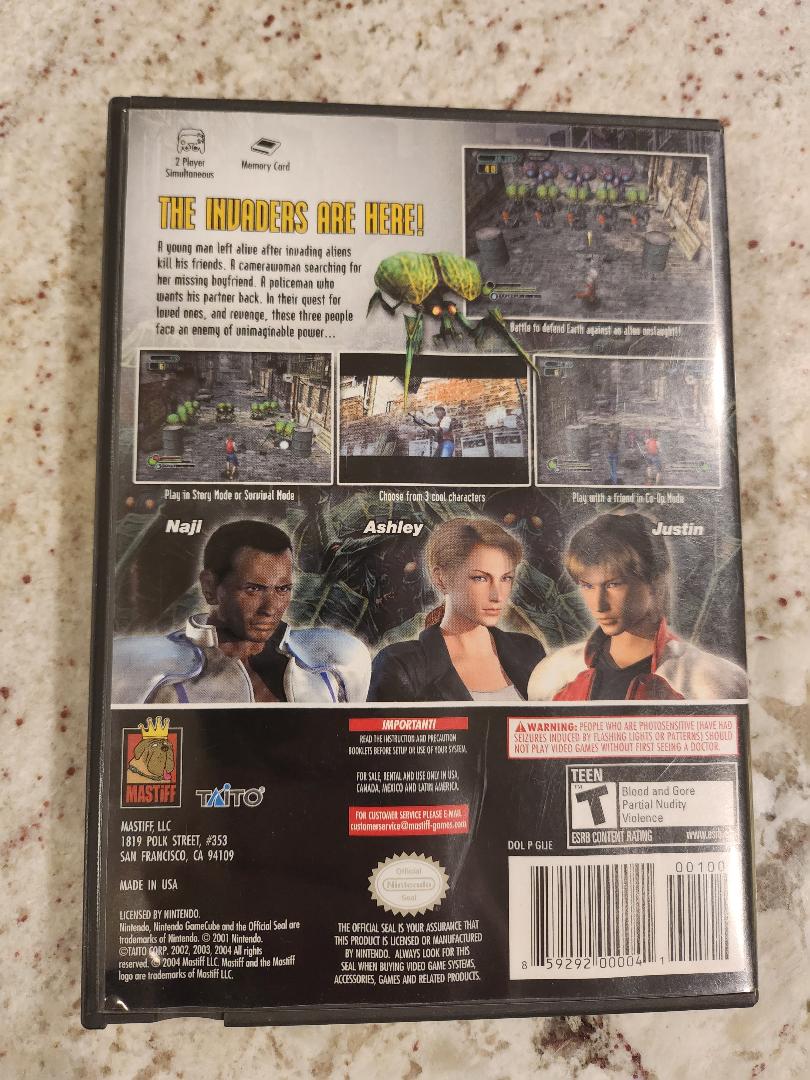 2 Player
Simultaneous
Memory Card
THE INVADERS ARE HERE!
A young man left alive after invading aliens
kill his friends. A camerawoman searching for
her missing boyfriend. A policeman who
wants his partner back. In their quest for
loved ones, and revenge, these three people
face an enemy of unimaginable power...
Battle to defend Earth against an alien onslaught!
Play in Story Mode or Survival Mode
Choose from 3 cool characters
Play with a friend in Co-Op Mode
Naji
Ashley
Justin
MASTIFF
TAITO
MASTIFF, LLC
1819 POLK STREET, #353
SAN FRANCISCO, CA 94109
MADE IN USA
LICENSED BY NINTENDO.
Nintendo, Nintendo GameCube and the Official Seal are
trademarks of Nintendo. © 2001 Nintendo.
©TAITO CORP. 2002, 2003, 2004 All rights
reserved. © 2004 Mastiff LLC. Mastiff and the Mastiff
logo are trademarks of Mastiff LLC.
IMPORTANT!
READ THE INSTRUCTION AND PRECAUTION
BOOKLETS BEFORE SETUP OR USE OF YOUR SYSTEM.
FOR SALE, RENTAL AND USE ONLY IN USA,
CANADA, MEXICO AND LATIN AMERICA.
FOR CUSTOMER SERVICE PLEASE E-MAIL
customerservice@mastiff-games.com
Official
Nintendo
Seal
THE OFFICIAL SEAL IS YOUR ASSURANCE THAT
THIS PRODUCT IS LICENSED OR MANUFACTURED
BY NINTENDO. ALWAYS LOOK FOR THIS
SEAL WHEN BUYING VIDEO GAME SYSTEMS,
ACCESSORIES, GAMES AND RELATED PRODUCTS.
WARNING: PEOPLE WHO ARE PHOTOSENSITIVE (HAVE HAD
SEIZURES INDUCED BY FLASHING LIGHTS OR PATTERNS) SHOULD
NOT PLAY VIDEO GAMES WITHOUT FIRST SEEING A DOCTOR.
TEEN
T
Blood and Gore
Partial Nudity
Violence
ESRB CONTENT RATING
DOL P GIJE
00100
8 59292 00004 1